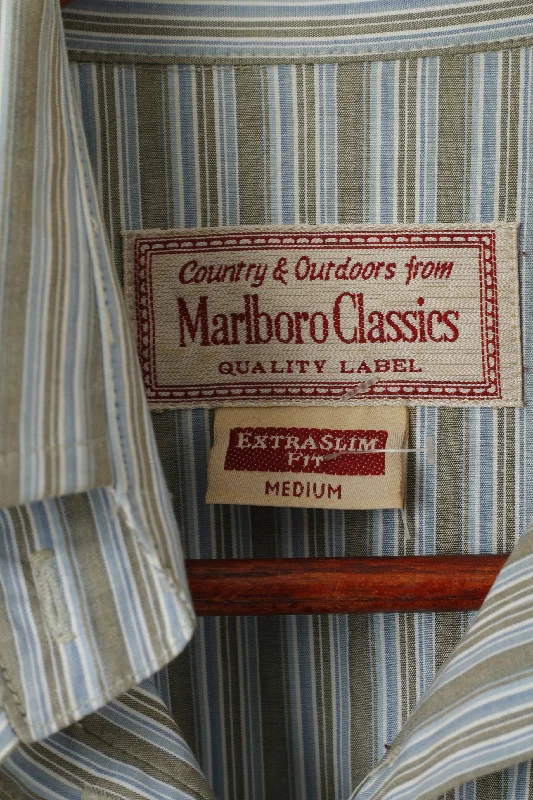 Country & Outdoors from
Marlboro Classics
QUALITY LABEL
EXTRASLIM
FIT
MEDIUM